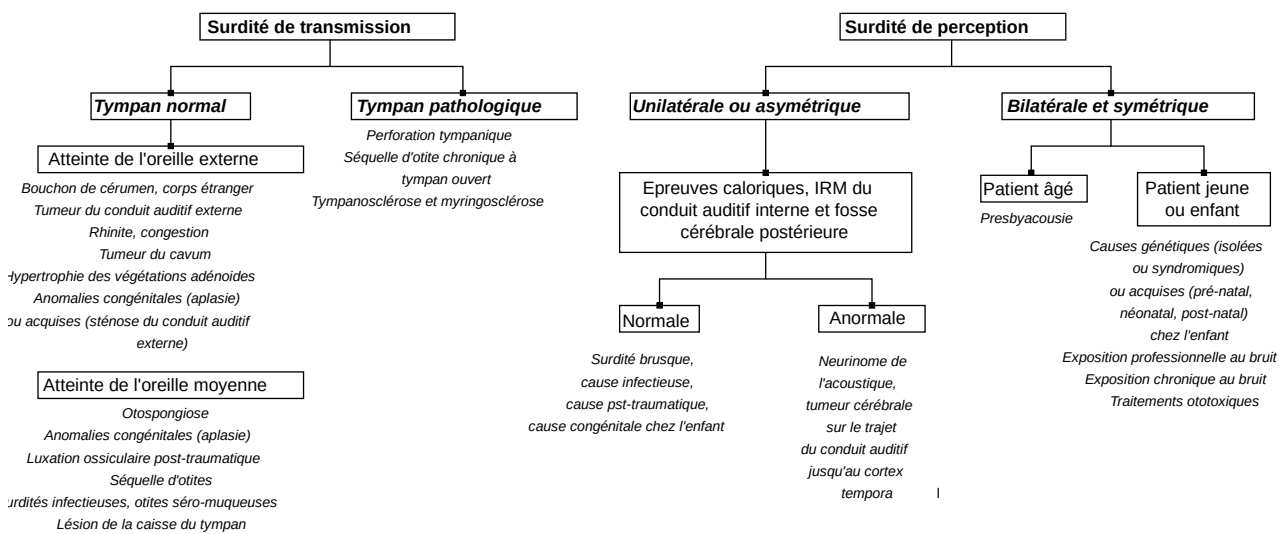 Surdité de transmission
Tympan normal
Atteinte de l'oreille externe
Bouchon de cérumen, corps étranger
Tumeur du conduit auditif externe
Rhinite, congestion
Tumeur du cavum
Hypertrophie des végétations adénoides
Anomalies congénitales (aplasie)
ou acquises (sténose du conduit auditif
externe)
Atteinte de l'oreille moyenne
Otospongiose
Anomalies congénitales (aplasie)
Luxation ossiculaire post-traumatique
Séquelle d'otites
urdités infectieuses, otites séro-muqueuses
Lésion de la caisse du tympan
Tympan pathologique
Perforation tympanique
Séquelle d'otite chronique à
tympan ouvert
Tympanosclérose et myringosclérose
Surdité de perception
Unilatérale ou asymétrique
Epreuves caloriques, IRM du
conduit auditif interne et fosse
cérébrale postérieure
Normale
Surdité brusque,
cause infectieuse,
cause pst-traumatique,
cause congénitale chez l'enfant
Anormale
Neurinome de
l'acoustique,
tumeur cérébrale
sur le trajet
du conduit auditif
jusqu'au cortex
tempora l
Bilatérale et symétrique
Patient âgé
Presbyacousie
Patient jeune
ou enfant
Causes génétiques (isolées
ou syndromiques)
ou acquises (pré-natal,
néonatal, post-natal)
chez l'enfant
Exposition professionnelle au bruit
Exposition chronique au bruit
Traitements ototoxiques